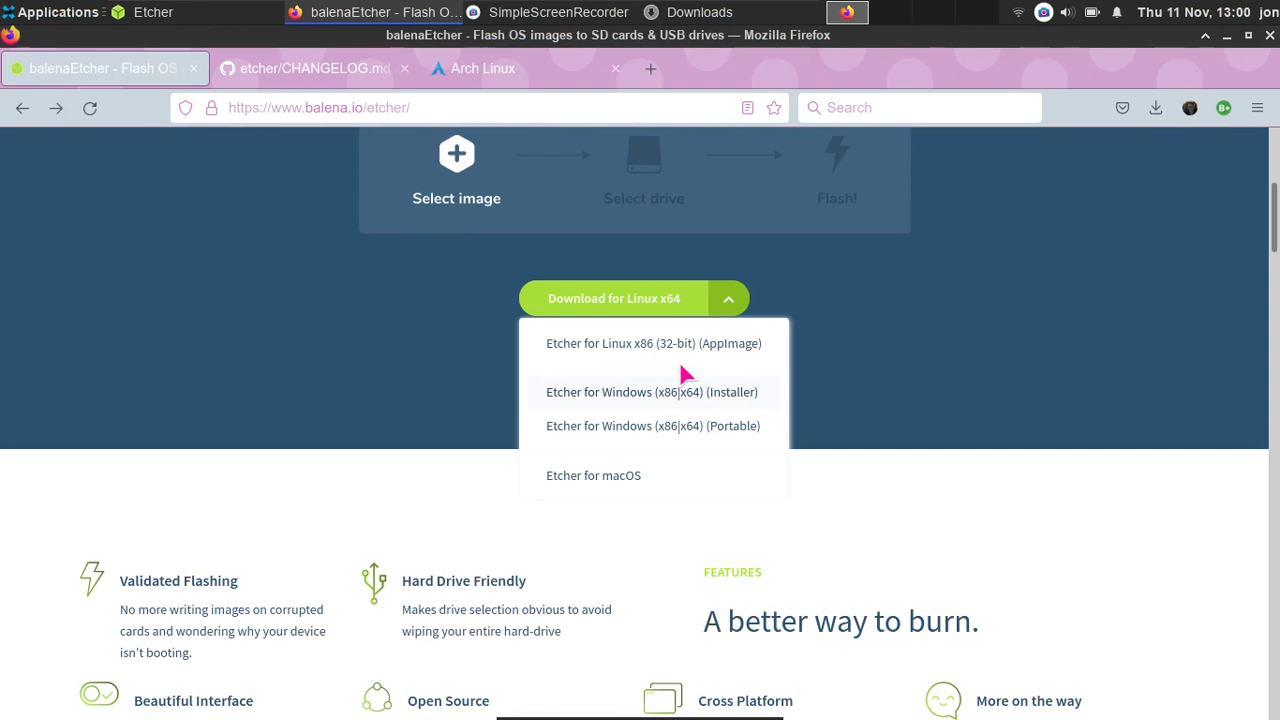 Applications Etcher balenaEtcher - Flash O... SimpleScreenRecorder Downloads Thu 11 Nov, 13:00 jon
balenaEtcher - Flash OS images to SD cards & USB drives — Mozilla Firefox
balenaEtcher - Flash OS etcher/CHANGELOG.md Arch Linux
https://www.balena.io/etcher/ Search
B+
Select image Select drive Flash!
Download for Linux x64
Etcher for Linux x86 (32-bit) (AppImage)
Etcher for Windows (x86|x64) (Installer)
Etcher for Windows (x86|x64) (Portable)
Etcher for macOS
Validated Flashing
No more writing images on corrupted
cards and wondering why your device
isn't booting.
Hard Drive Friendly
Makes drive selection obvious to avoid
wiping your entire hard-drive
FEATURES
A better way to burn.
Beautiful Interface
Open Source
Cross Platform
More on the way